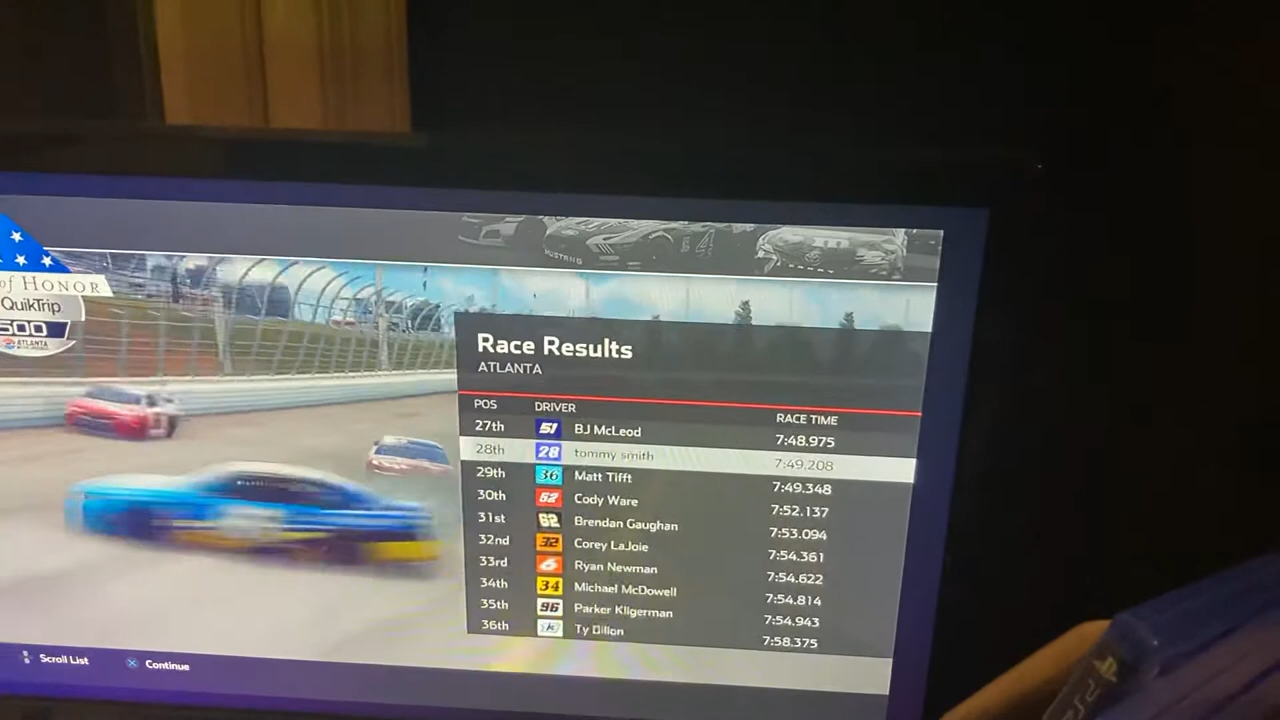 of HONOR
QuikTrip
500
ATLANTA
MUSTANG
Race Results
ATLANTA
POS DRIVER RACE TIME
27th 51 BJ McLeod 7:48.975
28th 28 tommy smith 7:49.208
29th 36 Matt Tifft 7:49.348
30th 52 Cody Ware 7:52.137
31st 62 Brendan Gaughan 7:53.094
32nd 32 Corey LaJoie 7:54.361
33rd 6 Ryan Newman 7:54.622
34th 34 Michael McDowell 7:54.814
35th 96 Parker Kligerman 7:54.943
36th Ty Dillon 7:58.375
Scroll List Continue
PS